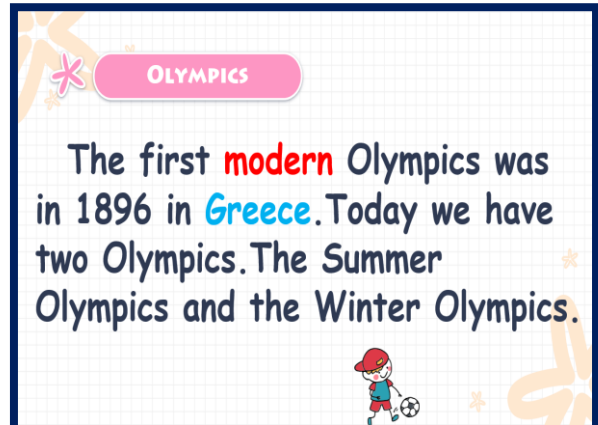 OLYMPICS
The first modern Olympics was
in 1896 in Greece.Today we have
two Olympics.The Summer
Olympics and the Winter Olympics.